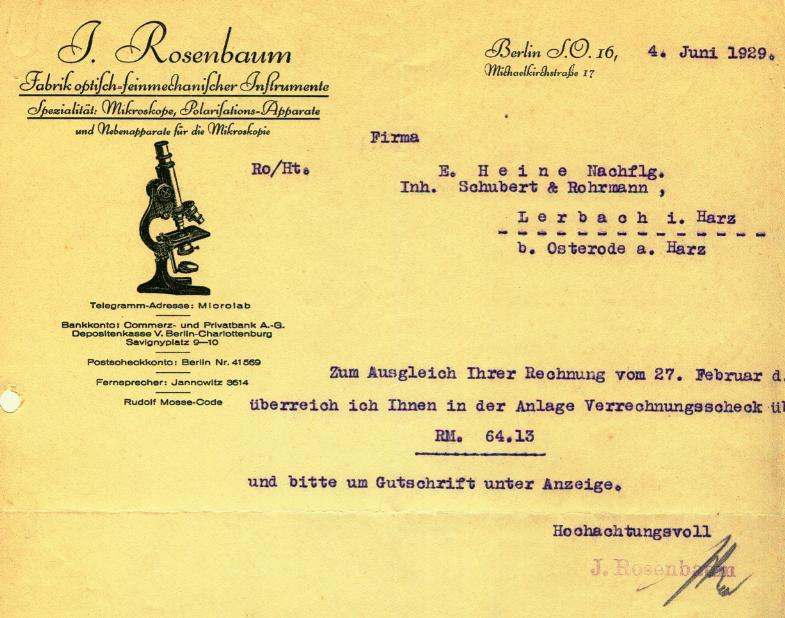 J. Rosenbaum
Fabrik optisch-feinmechanischer Instrumente
Spezialität: Mikroskope, Polarisations-Apparate
und Nebenapparate für die Mikroskopie
Berlin S.O. 16, 4. Juni 1929.
Michaelkirchstraße 17
Firma
Ro/Ht.
E. Heine Nachflg.
Inh. Schubert & Rohrmann,
Lerbach i. Harz
b. Osterode a. Harz
Telegramm-Adresse: Microlab
Bankkonto: Commerz- und Privatbank A.-G.
Depositenkasse V. Berlin-Charlottenburg
Savignyplatz 9—10
Postscheckkonto: Berlin Nr. 41569
Fernsprecher: Jannowitz 3614
Rudolf Mosse-Code
Zum Ausgleich Ihrer Rechnung vom 27. Februar d.
überreich ich Ihnen in der Anlage Verrechnungsscheck üb
RM. 64.13
und bitte um Gutschrift unter Anzeige.
Hochachtungsvoll
J. Rosenbaum